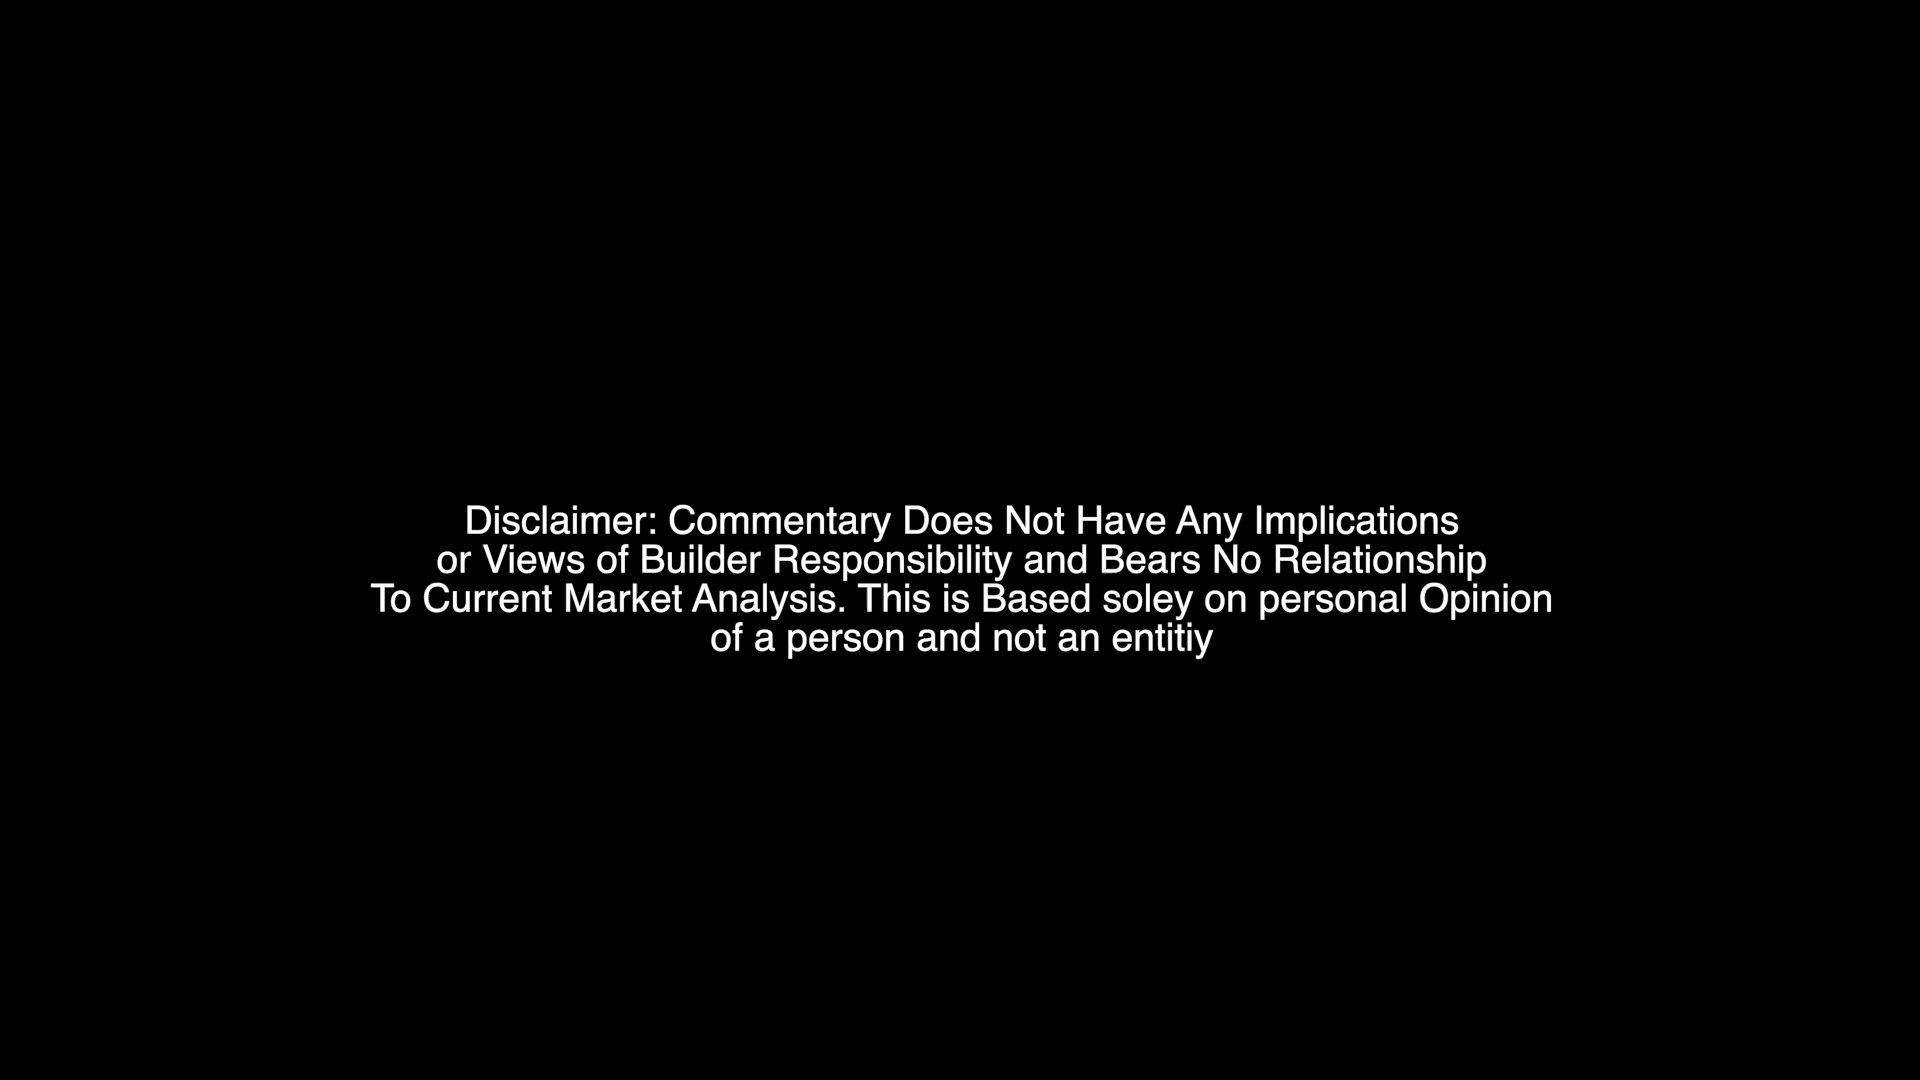 Disclaimer: Commentary Does Not Have Any Implications
or Views of Builder Responsibility and Bears No Relationship
To Current Market Analysis. This is Based soley on personal Opinion
of a person and not an entitiy